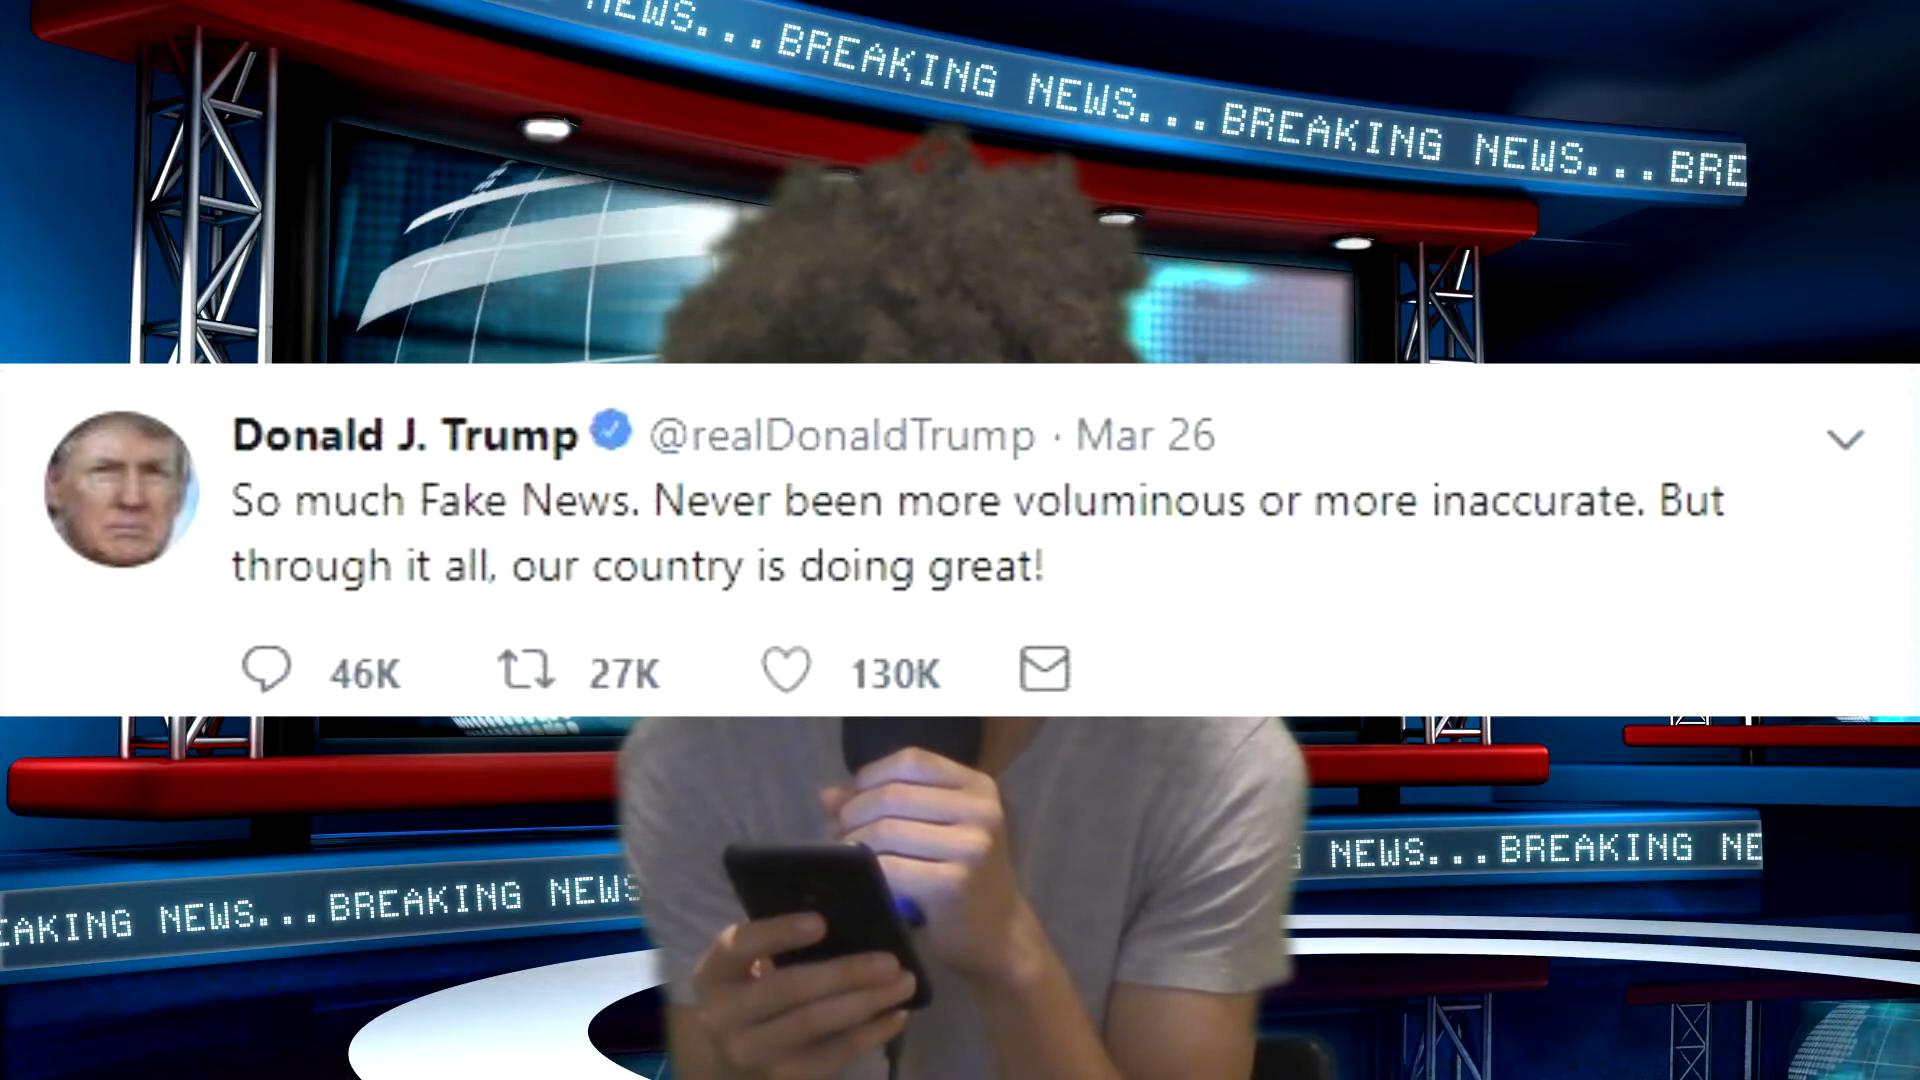 NEWS...BREAKING NEWS...BREAKING NEWS...BRE
Donald J. Trump @realDonaldTrump · Mar 26
So much Fake News. Never been more voluminous or more inaccurate. But
through it all, our country is doing great!
46K 27K 130K
NEWS...BREAKING NE
EAKING NEWS...BREAKING NEWS